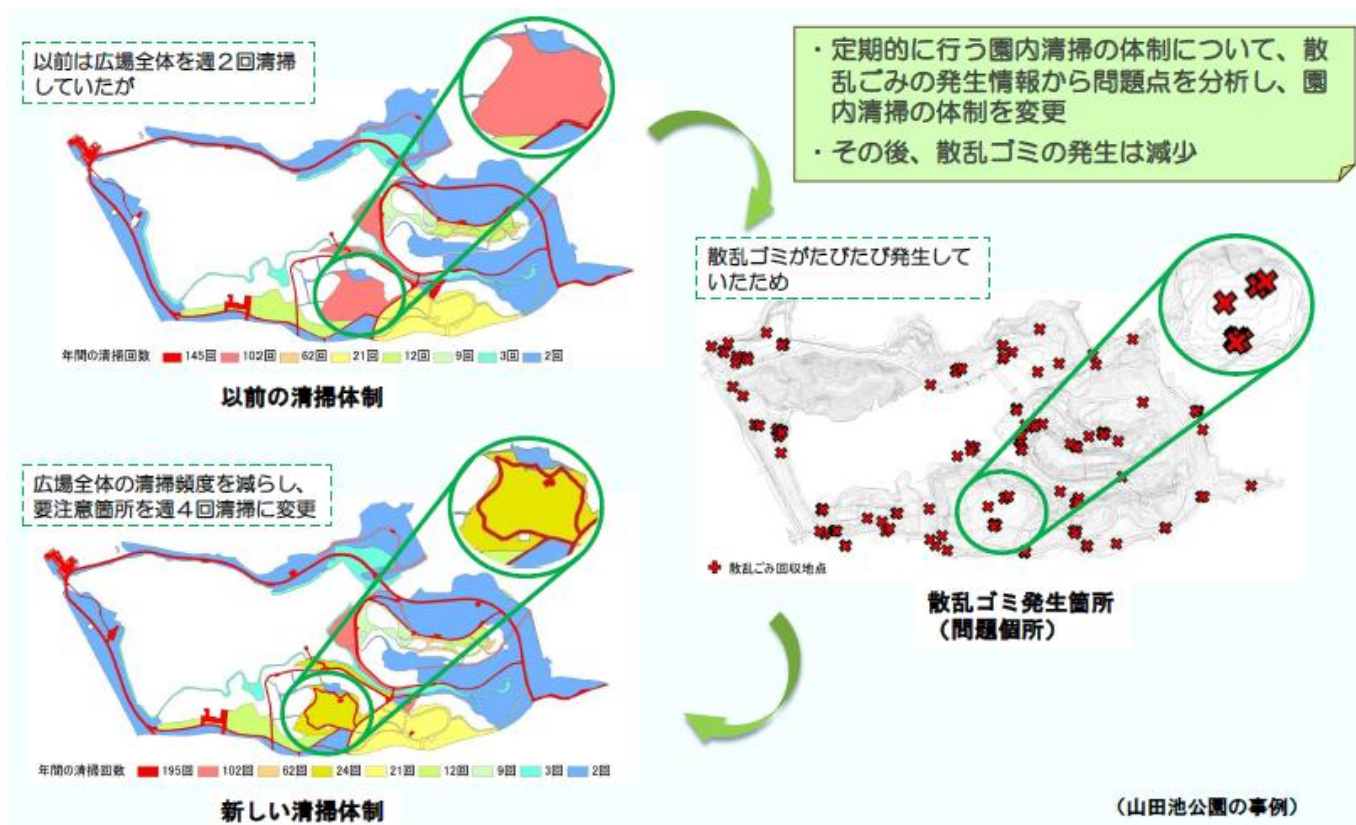 以前は広場全体を週2回清掃
していたが
年間の清掃回数 145回 102回 62回 21回 12回 9回 3回 2回
以前の清掃体制
・定期的に行う園内清掃の体制について、散
乱ごみの発生情報から問題点を分析し、園
内清掃の体制を変更
・その後、散乱ゴミの発生は減少
散乱ゴミがたびたび発生して
いたため
散乱ごみ回収地点
散乱ゴミ発生箇所
（問題個所）
広場全体の清掃頻度を減らし、
要注意箇所を週4回清掃に変更
年間の清掃回数 195回 102回 62回 24回 21回 12回 9回 3回 2回
新しい清掃体制
（山田池公園の事例）